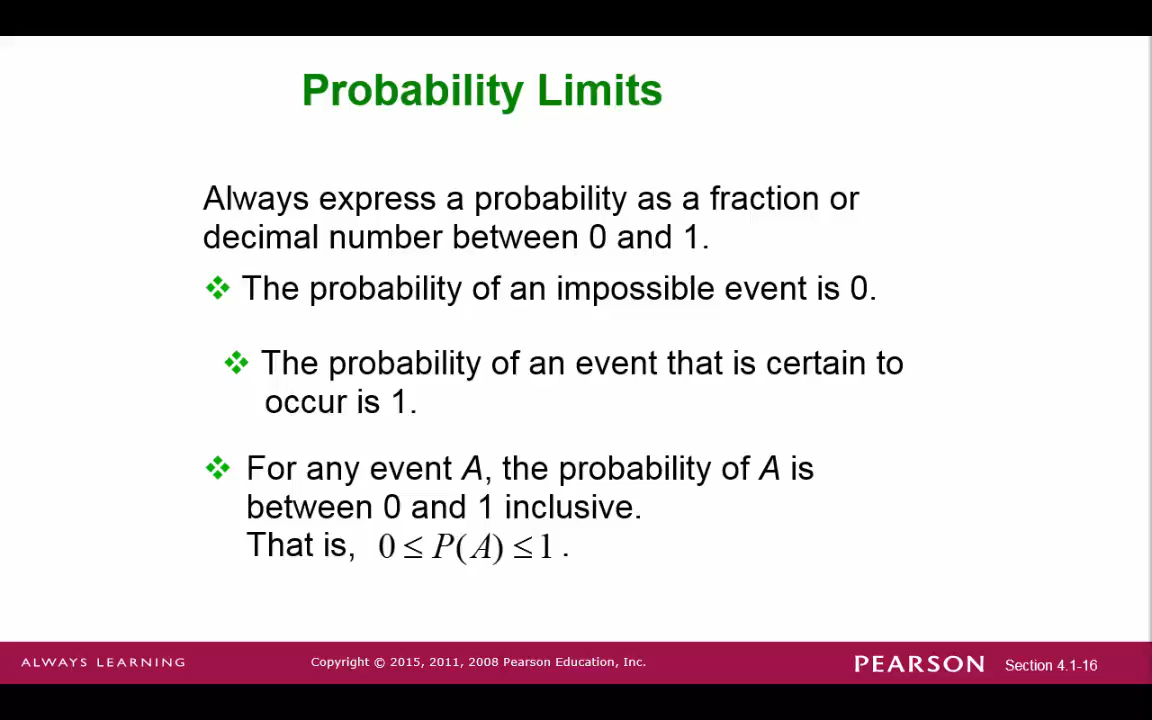 Probability Limits
Always express a probability as a fraction or
decimal number between 0 and 1.
❖ The probability of an impossible event is 0.
❖ The probability of an event that is certain to
occur is 1.
❖ For any event A, the probability of A is
between 0 and 1 inclusive.
That is, 0 ≤ P(A) ≤ 1 .
ALWAYS LEARNING
Copyright © 2015, 2011, 2008 Pearson Education, Inc.
PEARSON
Section 4.1-16